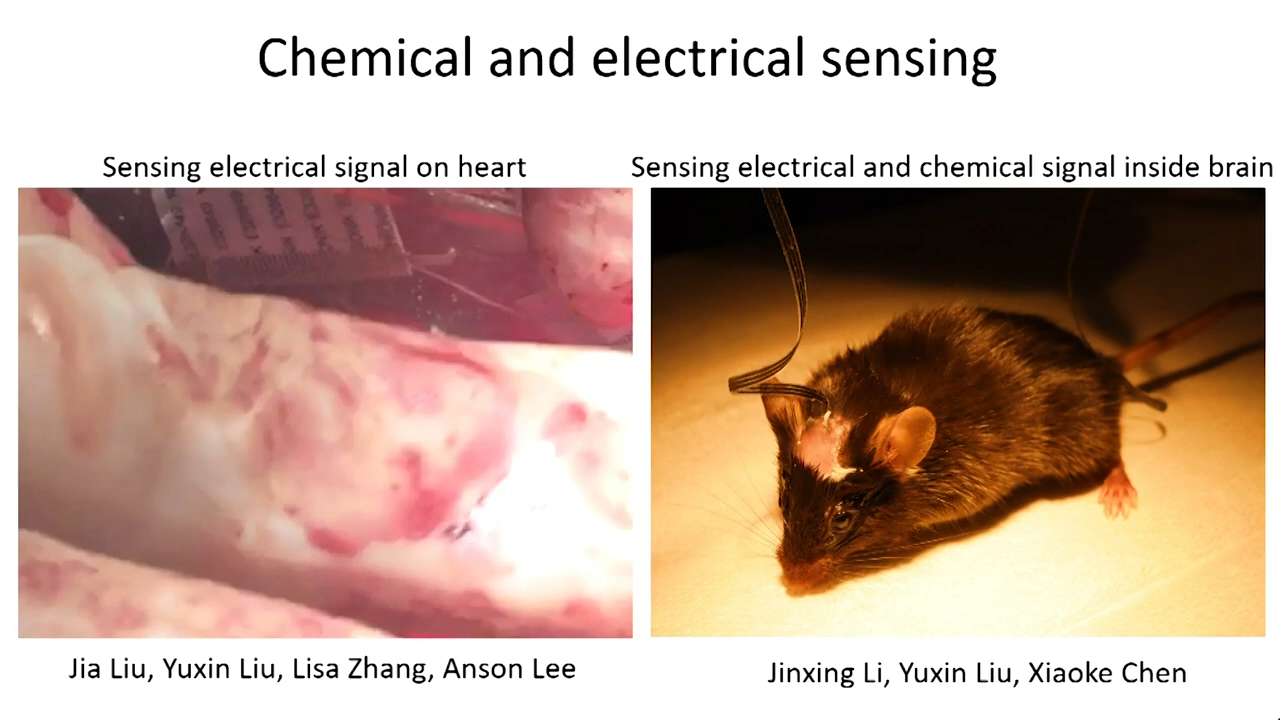 Chemical and electrical sensing
Sensing electrical signal on heart
Sensing electrical and chemical signal inside brain
Jia Liu, Yuxin Liu, Lisa Zhang, Anson Lee
Jinxing Li, Yuxin Liu, Xiaoke Chen